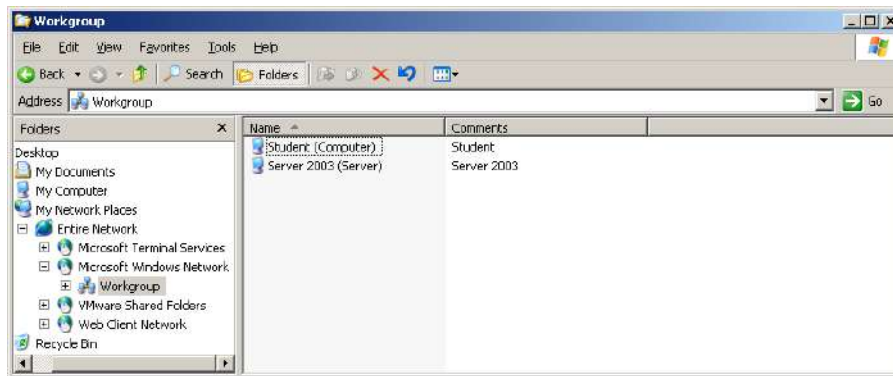 Workgroup
File Edit View Favorites Tools Help
Back Search Folders
Address Workgroup Go
Folders x Name Comments
Desktop Student (Computer) Student
My Documents Server 2003 (Server) Server 2003
My Computer
My Network Places
Entire Network
Microsoft Terminal Services
Microsoft Windows Network
Workgroup
VMware Shared Folders
Web Client Network
Recycle Bin